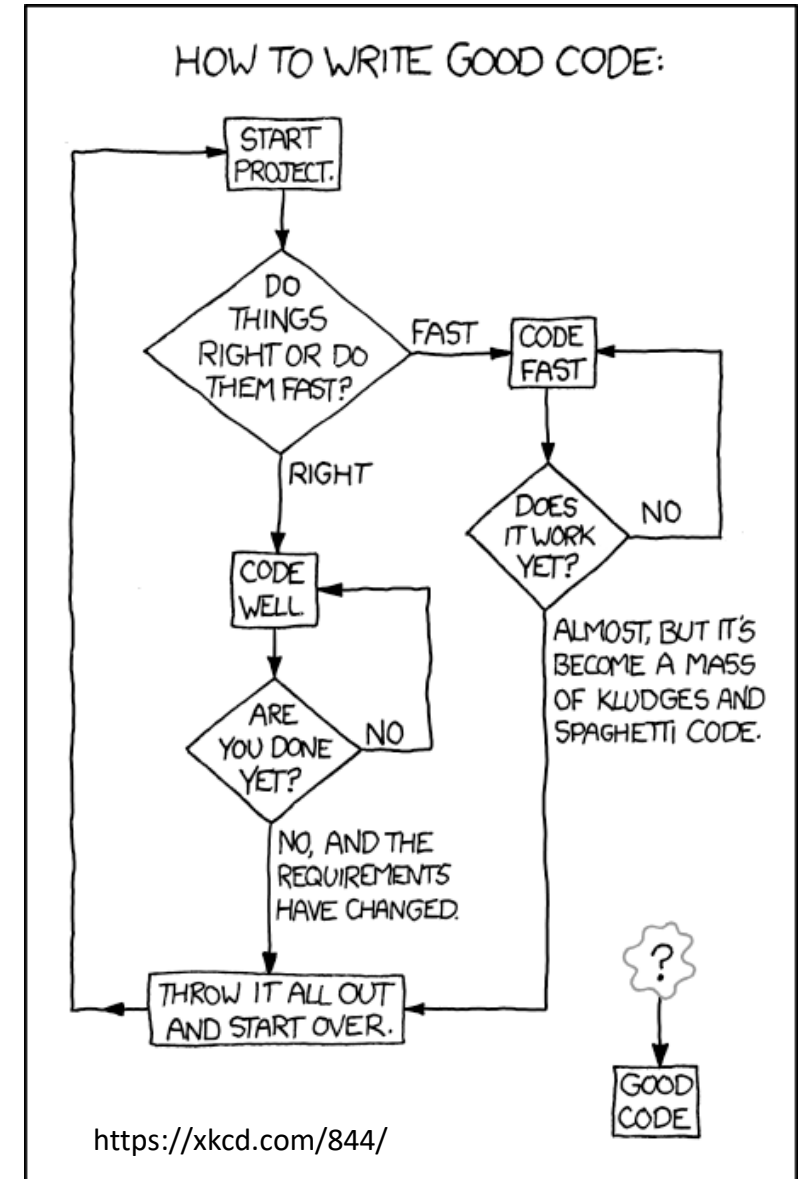 HOW TO WRITE GOOD CODE:
START
PROJECT.
DO
THINGS
RIGHT OR DO
THEM FAST?
FAST
CODE
FAST
RIGHT
DOES
IT WORK
YET?
NO
CODE
WELL.
ALMOST, BUT IT'S
BECOME A MASS
OF KLUDGES AND
SPAGHETTI CODE.
ARE
YOU DONE
YET?
NO
NO, AND THE
REQUIREMENTS
HAVE CHANGED.
THROW IT ALL OUT
AND START OVER.
?
GOOD
CODE
https://xkcd.com/844/